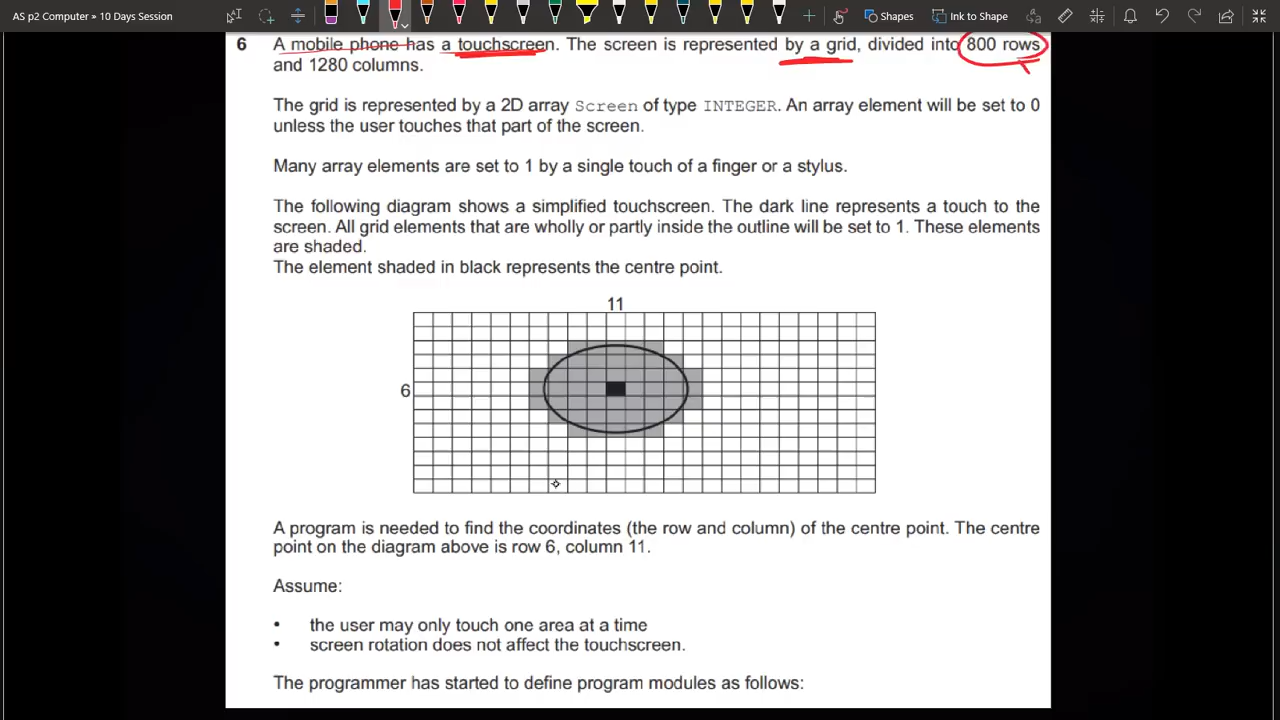 AS p2 Computer » 10 Days Session
Shapes
Ink to Shape
6 A mobile phone has a touchscreen. The screen is represented by a grid, divided into 800 rows
and 1280 columns.
The grid is represented by a 2D array Screen of type INTEGER. An array element will be set to 0
unless the user touches that part of the screen.
Many array elements are set to 1 by a single touch of a finger or a stylus.
The following diagram shows a simplified touchscreen. The dark line represents a touch to the
screen. All grid elements that are wholly or partly inside the outline will be set to 1. These elements
are shaded.
The element shaded in black represents the centre point.
11
6
A program is needed to find the coordinates (the row and column) of the centre point. The centre
point on the diagram above is row 6, column 11.
Assume:
• the user may only touch one area at a time
• screen rotation does not affect the touchscreen.
The programmer has started to define program modules as follows: